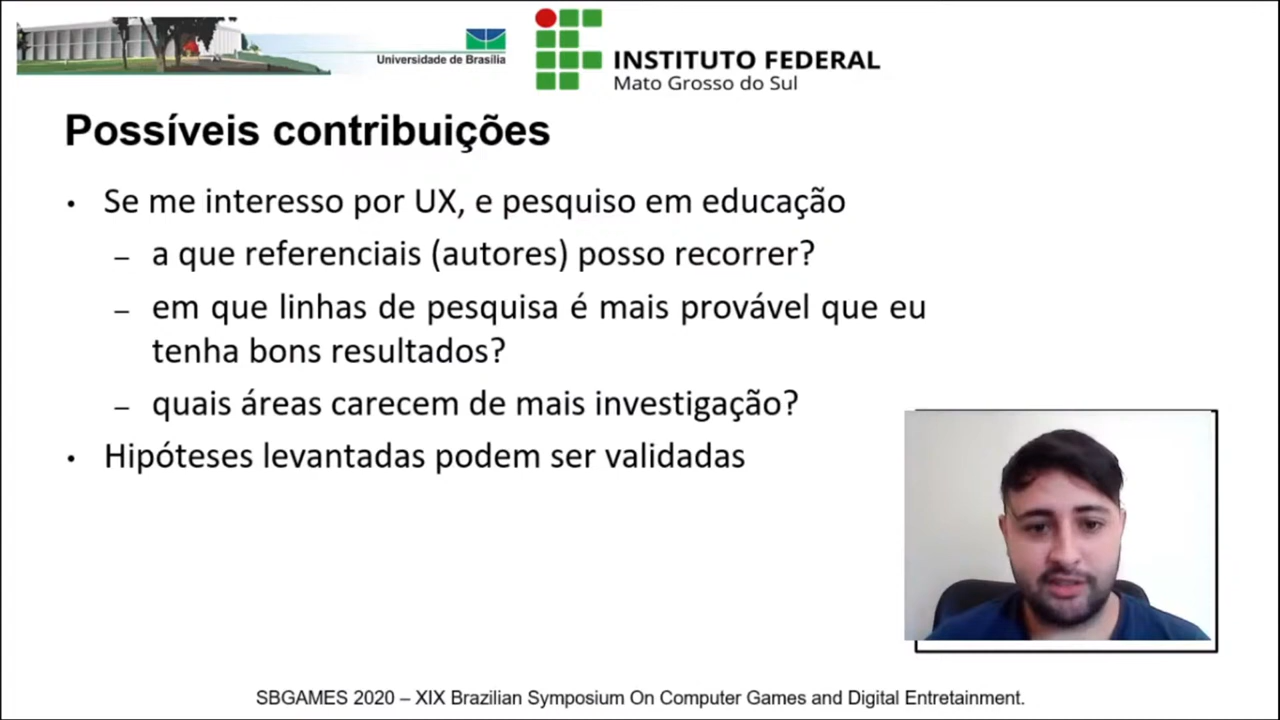 Universidade de Brasília
INSTITUTO FEDERAL
Mato Grosso do Sul
Possíveis contribuições
• Se me interesso por UX, e pesquiso em educação
– a que referenciais (autores) posso recorrer?
– em que linhas de pesquisa é mais provável que eu
tenha bons resultados?
– quais áreas carecem de mais investigação?
• Hipóteses levantadas podem ser validadas
SBGAMES 2020 – XIX Brazilian Symposium On Computer Games and Digital Entretainment.